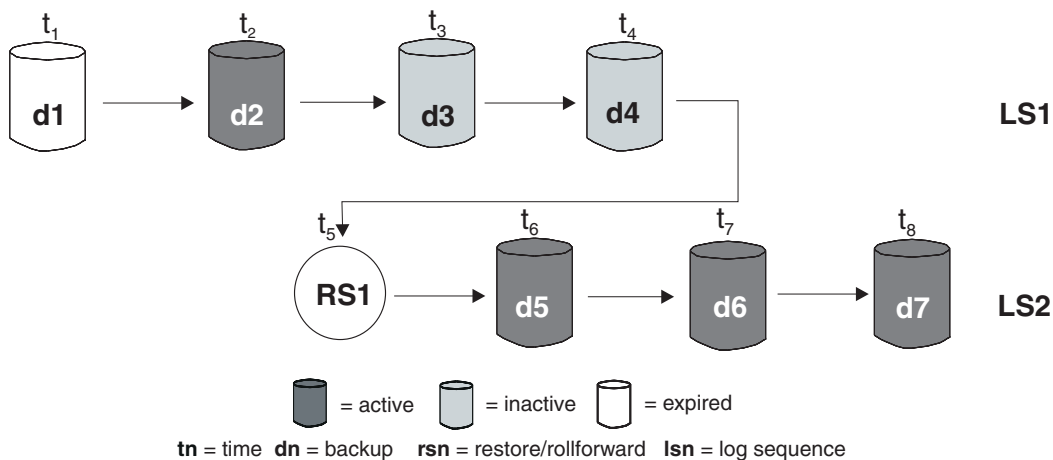 t1 t2 t3 t4
d1 d2 d3 d4 LS1
t5 t6 t7 t8
RS1 d5 d6 d7 LS2
= active = inactive = expired
tn = time dn = backup rsn = restore/rollforward lsn = log sequence